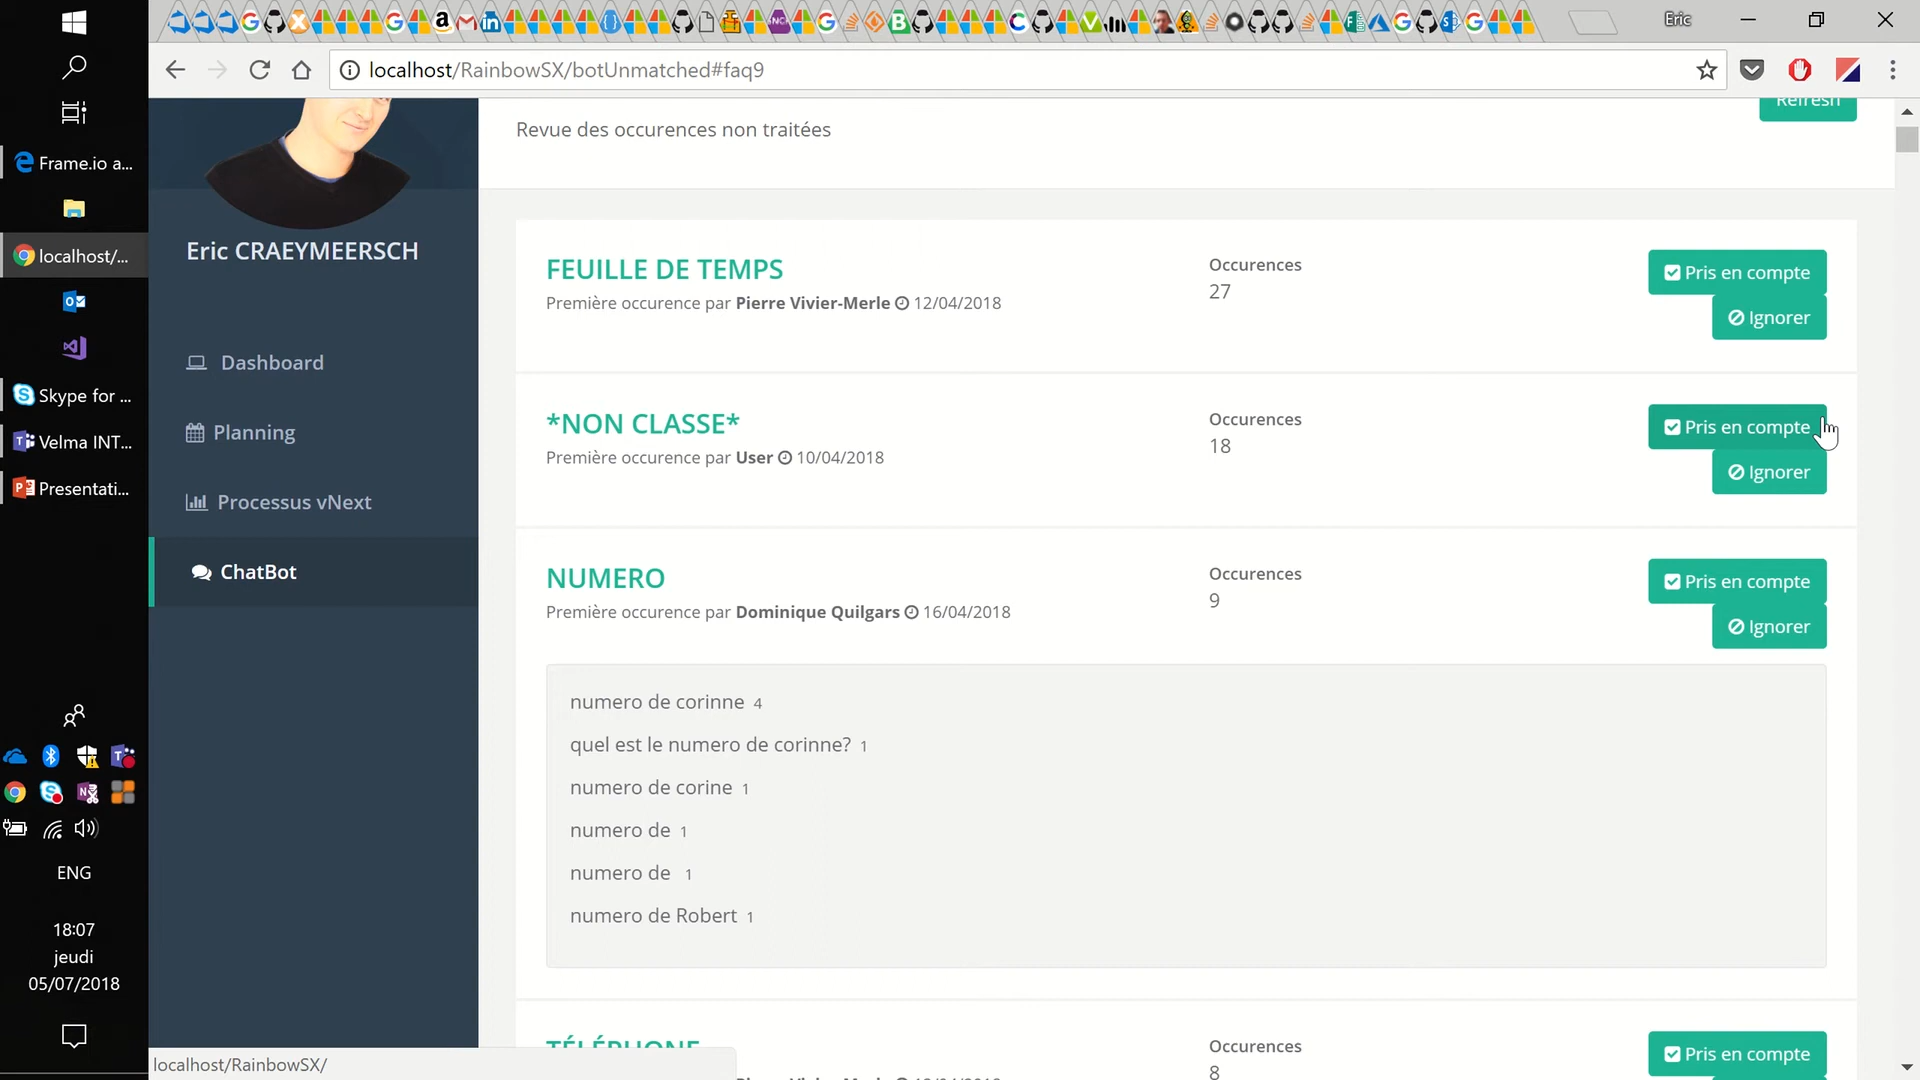 Eric
localhost/RainbowSX/botUnmatched#faq9
Frame.io a...
localhost/...
Skype for ...
Velma INT...
Presentati...
ENG
18:07
jeudi
05/07/2018
Eric CRAEYMEERSCH
Dashboard
Planning
Processus vNext
ChatBot
Refresh
Revue des occurences non traitées
FEUILLE DE TEMPS
Première occurence par Pierre Vivier-Merle 12/04/2018
Occurences
27
Pris en compte
Ignorer
*NON CLASSE*
Première occurence par User 10/04/2018
Occurences
18
Pris en compte
Ignorer
NUMERO
Première occurence par Dominique Quilgars 16/04/2018
Occurences
9
Pris en compte
Ignorer
numero de corinne 4
quel est le numero de corinne? 1
numero de corine 1
numero de 1
numero de 1
numero de Robert 1
TÉLÉPHONE
Occurences
8
Pris en compte
localhost/RainbowSX/